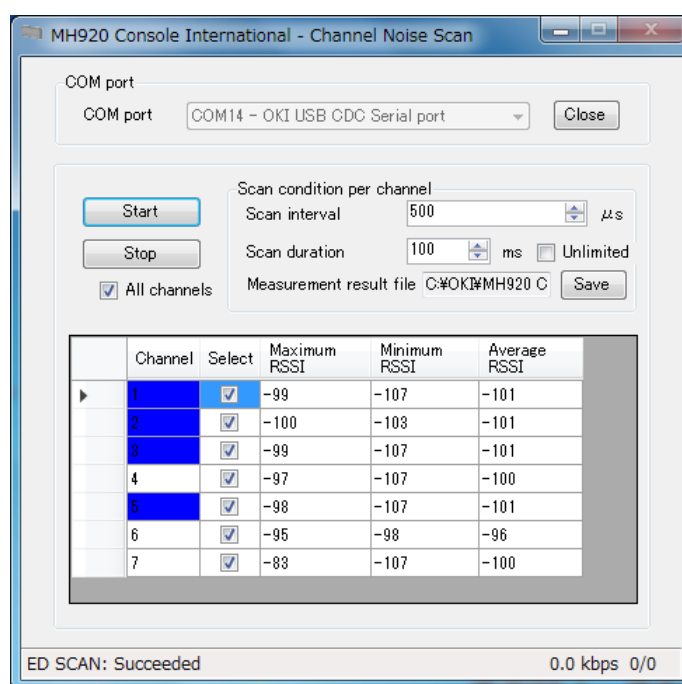 MH920 Console International - Channel Noise Scan
COM port
COM port COM14 - OKI USB CDC Serial port Close
Scan condition per channel
Start Scan interval 500 μs
Stop Scan duration 100 ms Unlimited
All channels Measurement result file C:¥OKI¥MH920 C Save
Channel Select Maximum RSSI Minimum RSSI Average RSSI
1 -99 -107 -101
2 -100 -103 -101
3 -99 -107 -101
4 -97 -107 -100
5 -98 -107 -101
6 -95 -98 -96
7 -83 -107 -100
ED SCAN: Succeeded 0.0 kbps 0/0